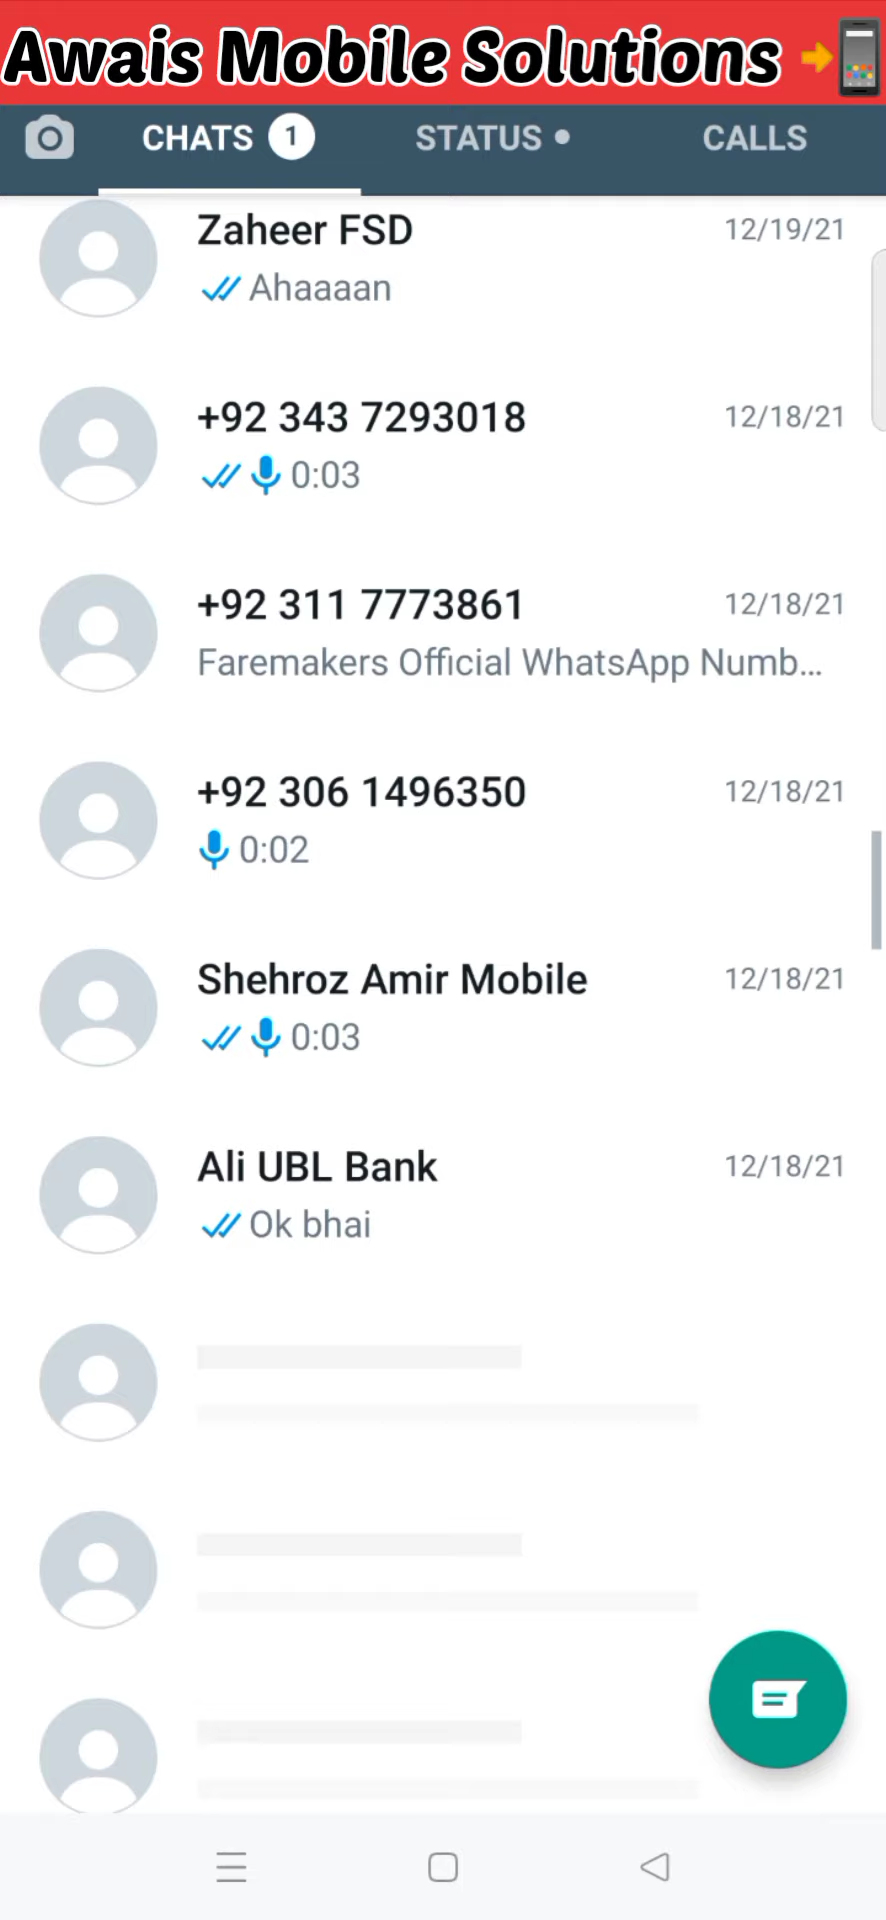 Awais Mobile Solutions
CHATS 1 STATUS CALLS
Zaheer FSD 12/19/21
Ahaaaan
+92 343 7293018 12/18/21
0:03
+92 311 7773861 12/18/21
Faremakers Official WhatsApp Numb...
+92 306 1496350 12/18/21
0:02
Shehroz Amir Mobile 12/18/21
0:03
Ali UBL Bank 12/18/21
Ok bhai